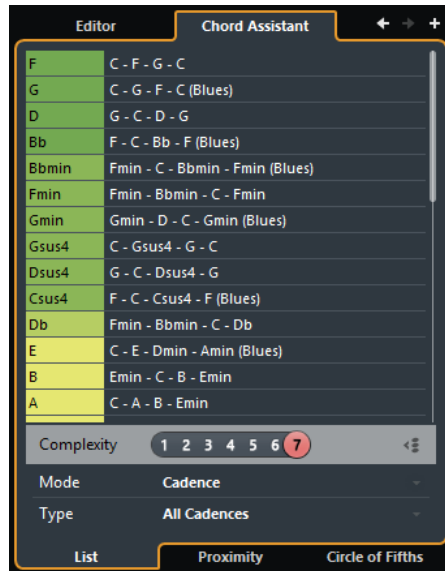 Editor Chord Assistant
F C - F - G - C
G C - G - F - C (Blues)
D G - C - D - G
Bb F - C - Bb - F (Blues)
Bbmin Fmin - C - Bbmin - Fmin (Blues)
Fmin Fmin - Bbmin - C - Fmin
Gmin Gmin - D - C - Gmin (Blues)
Gsus4 C - Gsus4 - G - C
Dsus4 G - C - Dsus4 - G
Csus4 F - C - Csus4 - F (Blues)
Db Fmin - Bbmin - C - Db
E C - E - Dmin - Amin (Blues)
B Emin - C - B - Emin
A C - A - B - Emin
Complexity 1 2 3 4 5 6 7
Mode Cadence
Type All Cadences
List Proximity Circle of Fifths